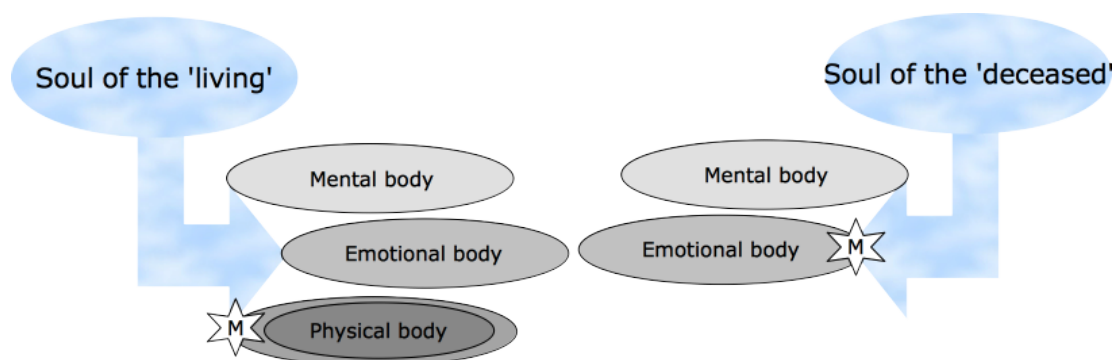 Soul of the 'living'
Soul of the 'deceased'
Mental body
Mental body
Emotional body
Emotional body
M
M
Physical body